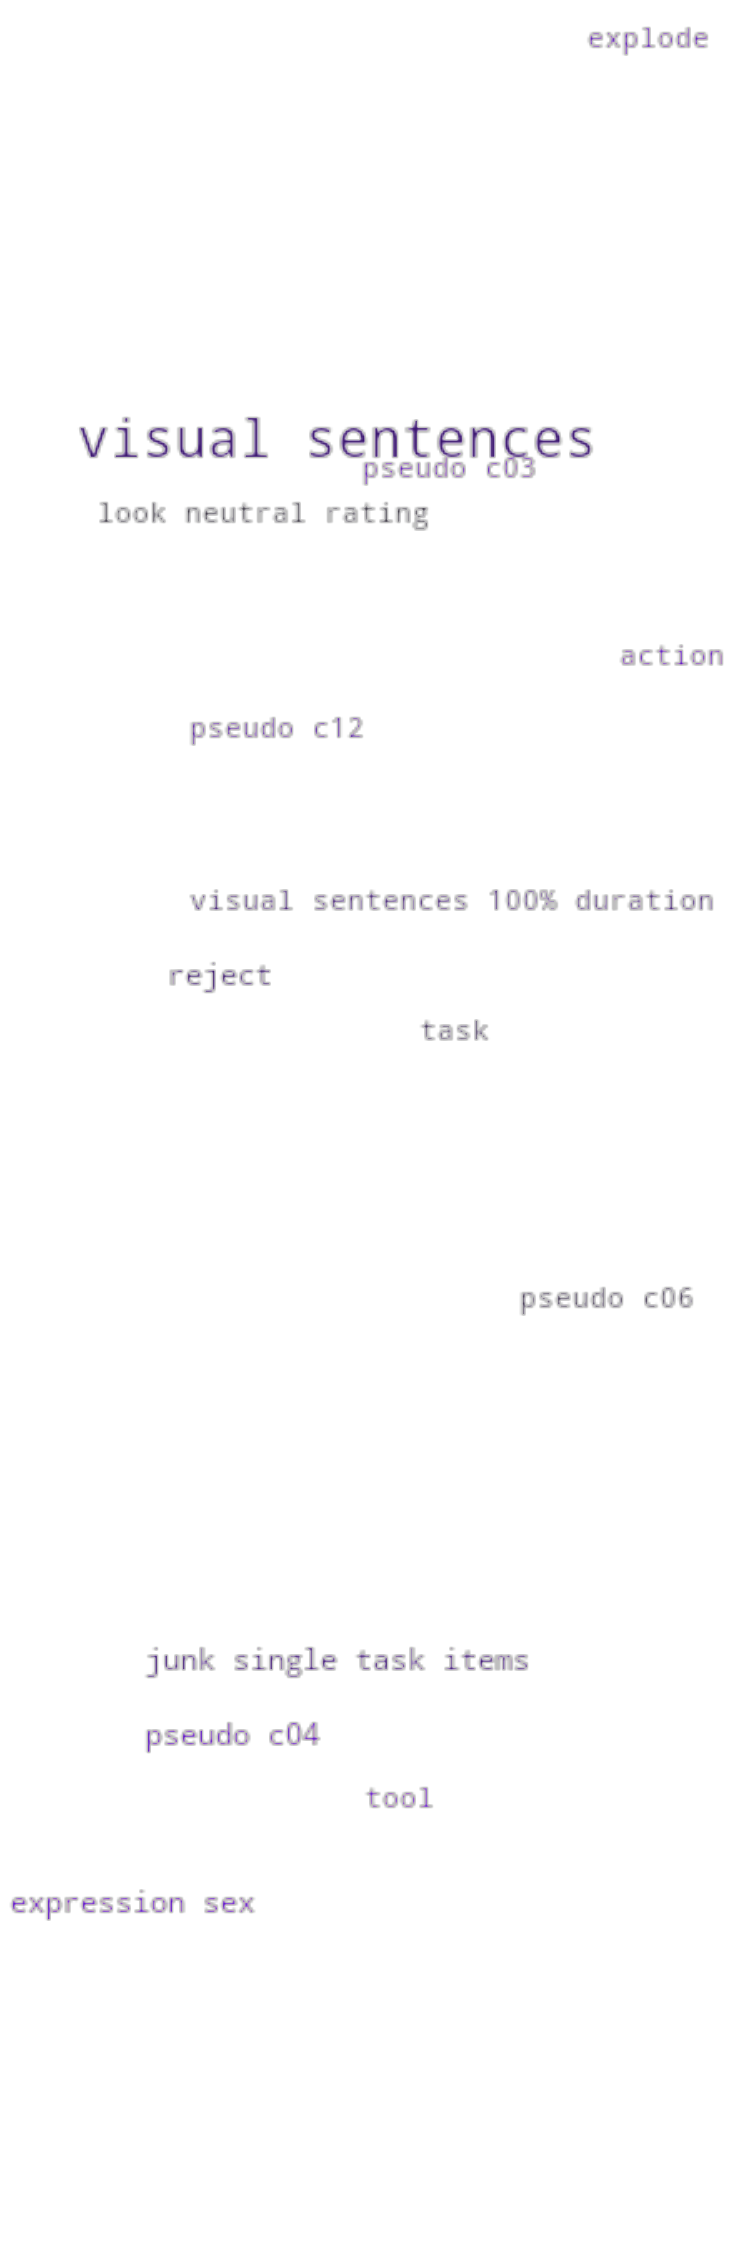 explode
visual sentences
pseudo c03
look neutral rating
action
pseudo c12
visual sentences 100% duration
reject
task
pseudo c06
junk single task items
pseudo c04
tool
expression sex